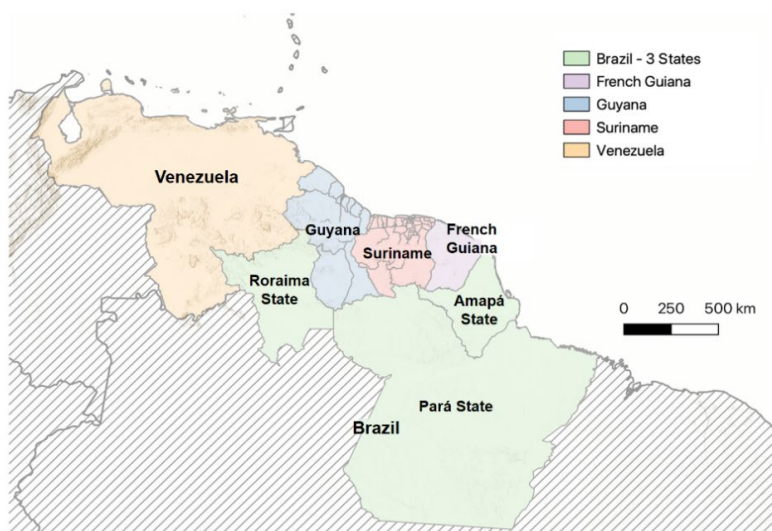 Brazil - 3 States
French Guiana
Guyana
Suriname
Venezuela
Venezuela
Guyana
French
Guiana
Suriname
Roraima
State
Amapá
State
0 250 500 km
Pará State
Brazil